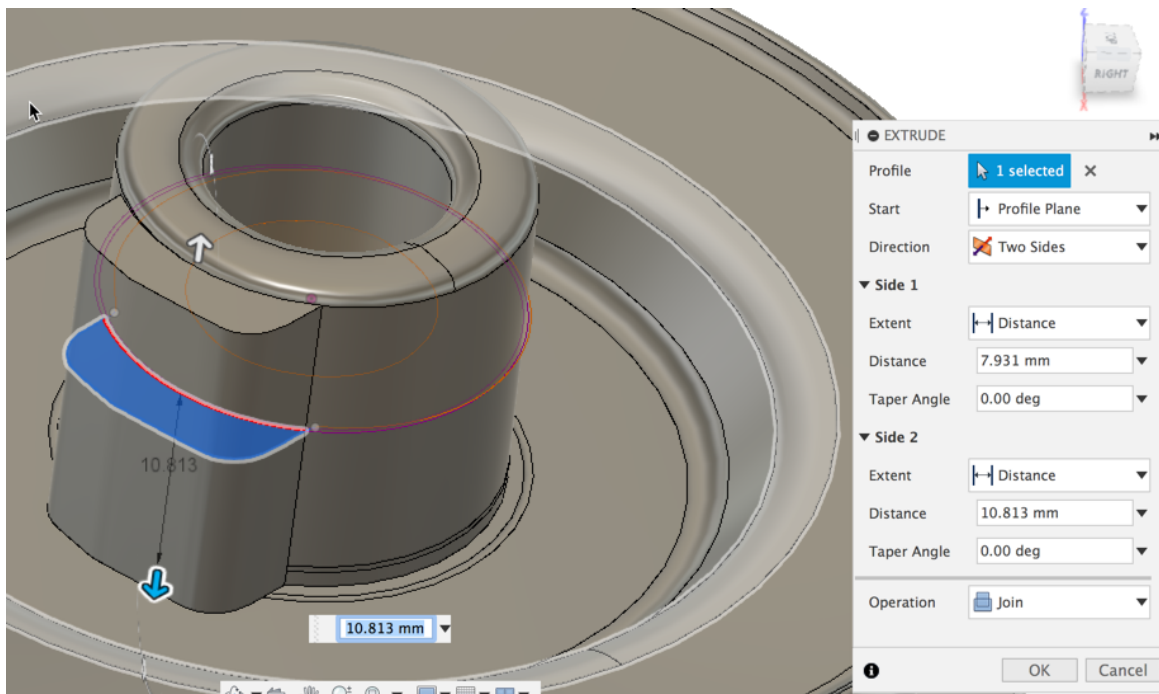 RIGHT
EXTRUDE
Profile 1 selected
Start Profile Plane
Direction Two Sides
Side 1
Extent Distance
Distance 7.931 mm
Taper Angle 0.00 deg
Side 2
Extent Distance
Distance 10.813 mm
Taper Angle 0.00 deg
Operation Join
OK Cancel
10.813
10.813 mm